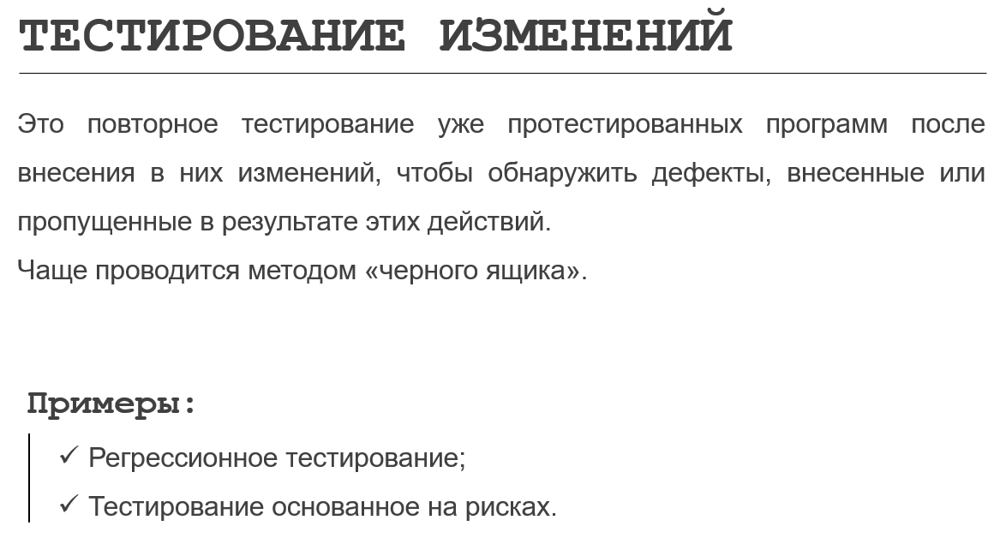 ТЕСТИРОВАНИЕ ИЗМЕНЕНИЙ
Это повторное тестирование уже протестированных программ после
внесения в них изменений, чтобы обнаружить дефекты, внесенные или
пропущенные в результате этих действий.
Чаще проводится методом «черного ящика».
Примеры:
✓ Регрессионное тестирование;
✓ Тестирование основанное на рисках.